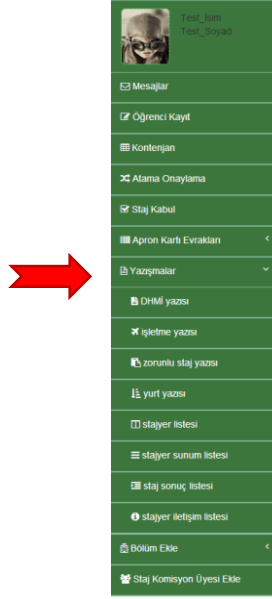 Test_İsim
Test_Soyad
Mesajlar
Öğrenci Kayıt
Kontenjan
Atama Onaylama
Staj Kabul
Apron Kartı Evrakları
Yazışmalar
DHMİ yazısı
işletme yazısı
zorunlu staj yazısı
yurt yazısı
stajyer listesi
stajyer sunum listesi
staj sonuç listesi
stajyer iletişim listesi
Bölüm Ekle
Staj Komisyon Üyesi Ekle